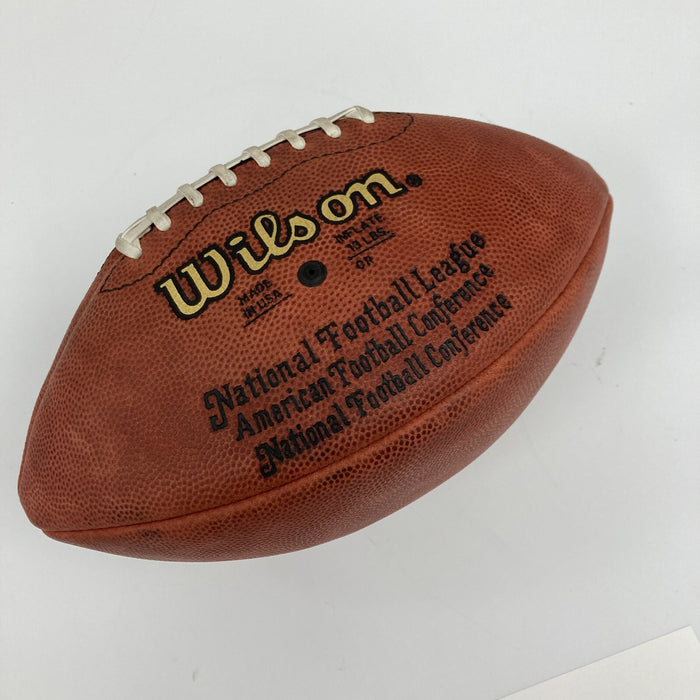 Wilson®
MADE
IN USA
INFLATE
13 LBS.
National Football League
American Football Conference
National Football Conference